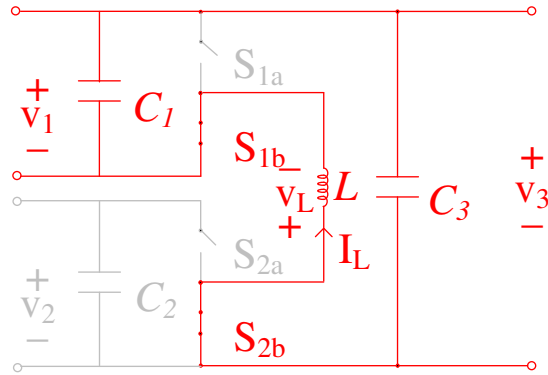 S1a
+
v1
−
C1
S1b
−
vL
+
L
IL
C3
+
v3
−
S2a
+
v2
−
C2
S2b